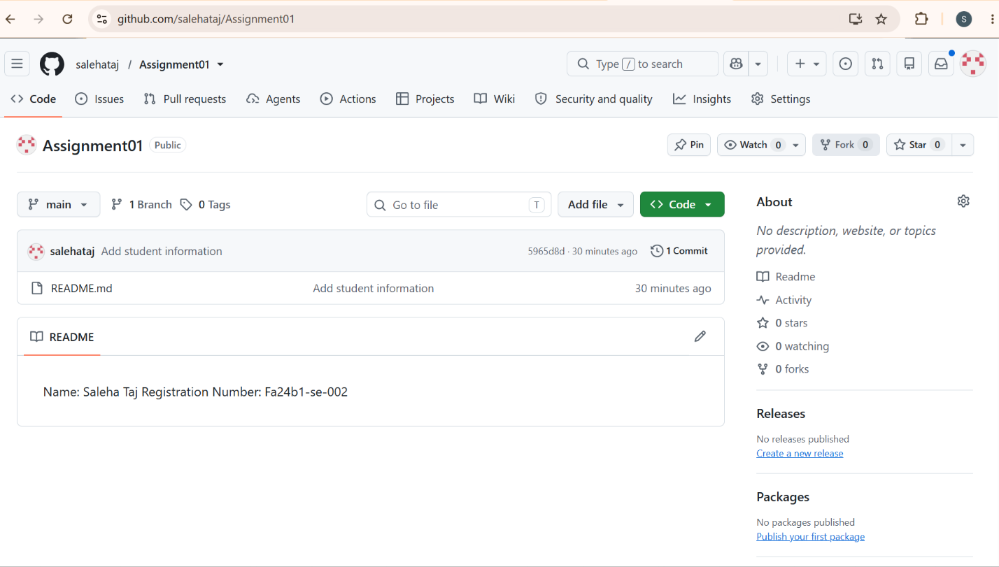 github.com/salehataj/Assignment01
S
salehataj / Assignment01
Type / to search
Code Issues Pull requests Agents Actions Projects Wiki Security and quality Insights Settings
Assignment01 Public
Pin Watch 0 Fork 0 Star 0
main 1 Branch 0 Tags Go to file T Add file Code
salehataj Add student information 5965d8d · 30 minutes ago 1 Commit
README.md Add student information 30 minutes ago
README
Name: Saleha Taj Registration Number: Fa24b1-se-002
About
No description, website, or topics
provided.
Readme
Activity
0 stars
0 watching
0 forks
Releases
No releases published
Create a new release
Packages
No packages published
Publish your first package